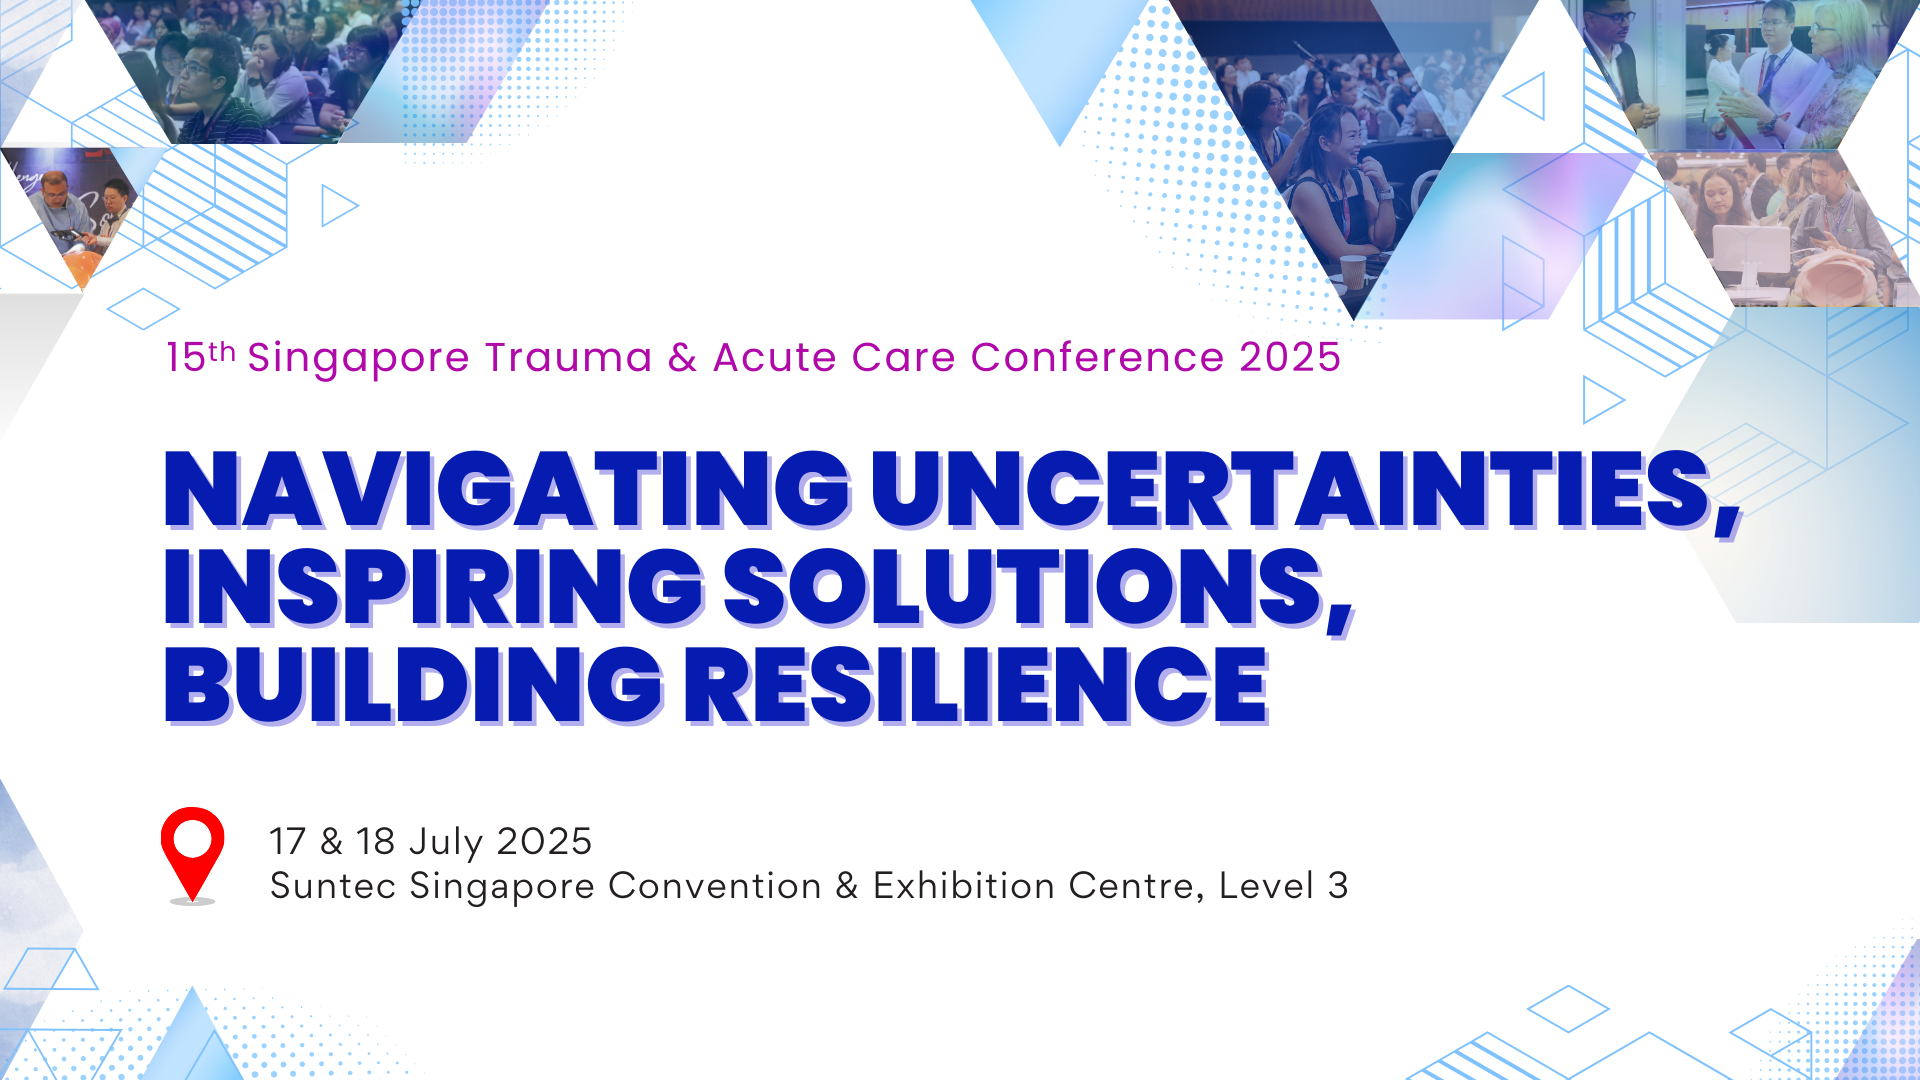 15th Singapore Trauma & Acute Care Conference 2025
NAVIGATING UNCERTAINTIES,
INSPIRING SOLUTIONS,
BUILDING RESILIENCE
17 & 18 July 2025
Suntec Singapore Convention & Exhibition Centre, Level 3